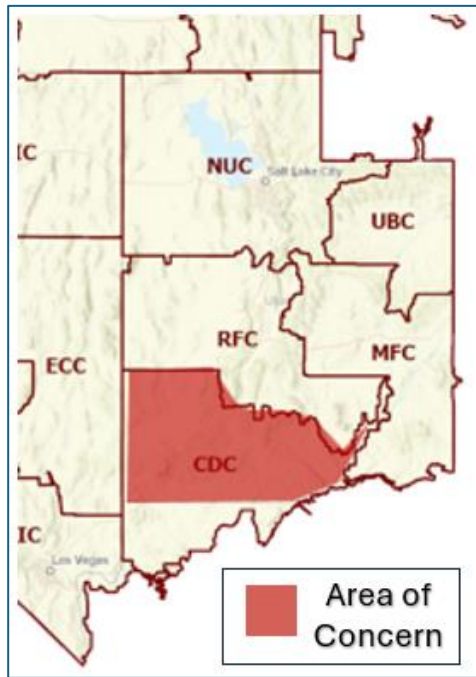 IC
NUC
Salt Lake City
UBC
RFC
MFC
ECC
CDC
IC
Las Vegas
Area of
Concern